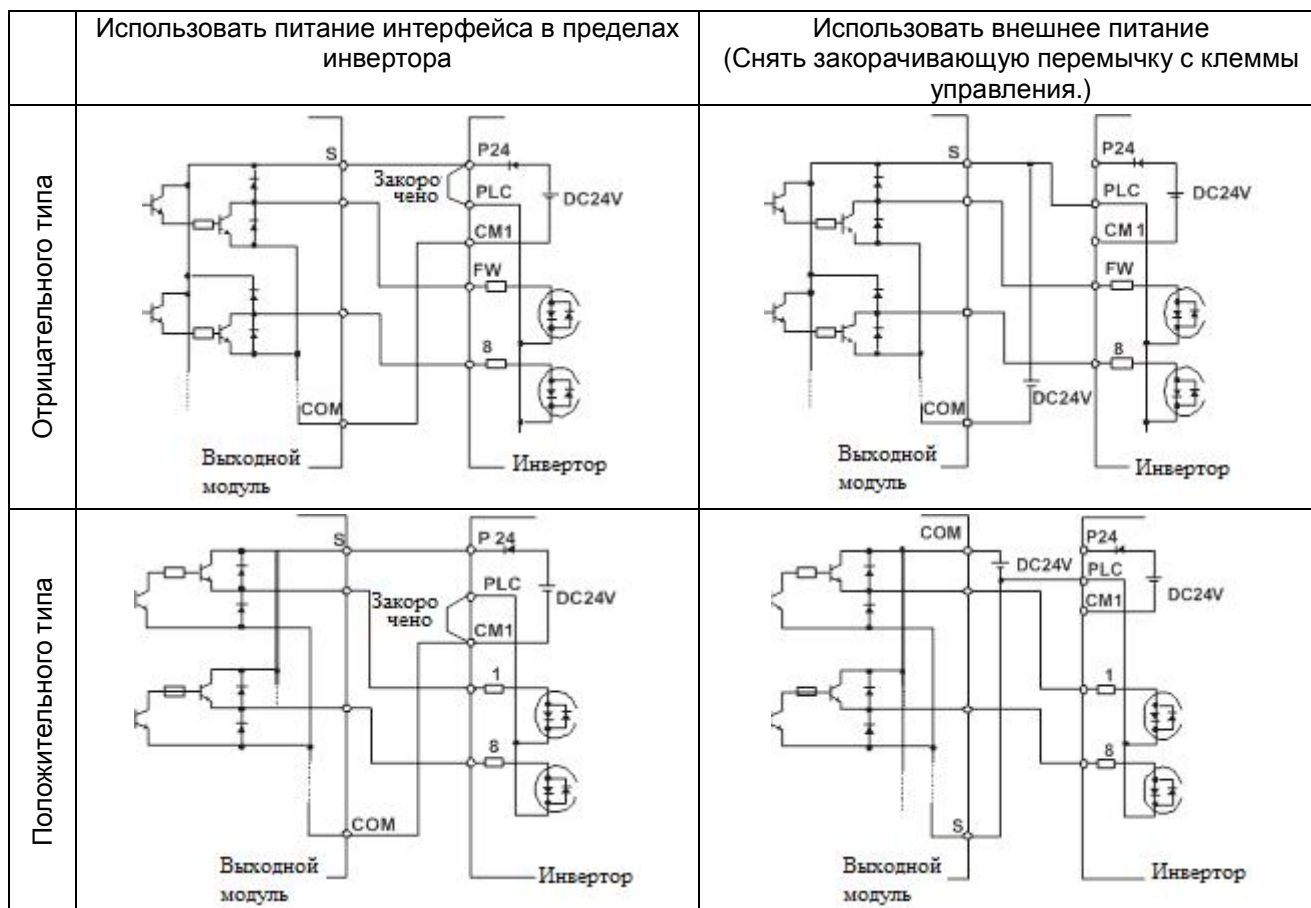 Использовать питание интерфейса в пределах
инвертора
Использовать внешнее питание
(Снять закорачивающую перемычку с клеммы
управления.)
Отрицательного типа
S
P24
Закоро
чено
PLC
DC24V
CM1
FW
8
COM
Выходной
модуль
Инвертор
S
P24
PLC
DC24V
CM1
FW
8
DC24V
COM
Выходной
модуль
Инвертор
Положительного типа
S
P 24
PLC
DC24V
Закоро
чено
CM1
1
8
COM
Выходной
модуль
Инвертор
COM
P24
DC24V
PLC
DC24V
CM1
1
8
S
Выходной
модуль
Инвертор